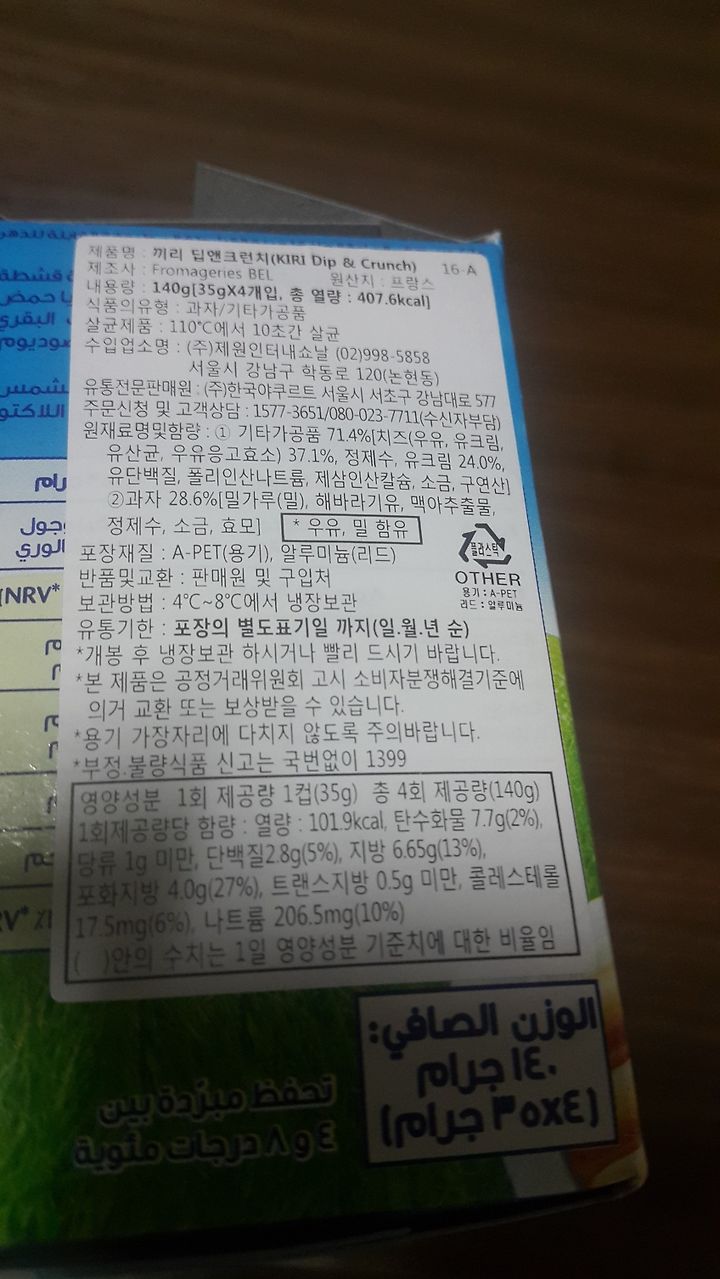 제품명 : 끼리 딥앤크런치(KIRI Dip & Crunch) 16-A
제조사 : Fromageries BEL 원산지 : 프랑스
내용량 : 140g[35gX4개입, 총 열량 : 407.6kcal]
식품의유형 : 과자/기타가공품
살균제품 : 110℃에서 10초간 살균
수입업소명 : (주)제원인터내쇼날 (02)998-5858
서울시 강남구 학동로 120(논현동)
유통전문판매원 : (주)한국야쿠르트 서울시 서초구 강남대로 577
주문신청 및 고객상담 : 1577-3651/080-023-7711(수신자부담)
원재료명및함량 : ① 기타가공품 71.4%[치즈(우유, 유크림,
유산균, 우유응고효소) 37.1%, 정제수, 유크림 24.0%,
유단백질, 폴리인산나트륨, 제삼인산칼슘, 소금, 구연산]
②과자 28.6%[밀가루(밀), 해바라기유, 맥아추출물,
정제수, 소금, 효모] * 우유, 밀 함유
포장재질 : A-PET(용기), 알루미늄(리드)
플라스틱
OTHER
용기 : A-PET
리드 : 알루미늄
반품및교환 : 판매원 및 구입처
보관방법 : 4℃~8℃에서 냉장보관
유통기한 : 포장의 별도표기일 까지(일.월.년 순)
*개봉 후 냉장보관 하시거나 빨리 드시기 바랍니다.
*본 제품은 공정거래위원회 고시 소비자분쟁해결기준에
의거 교환 또는 보상받을 수 있습니다.
*용기 가장자리에 다치지 않도록 주의바랍니다.
*부정.불량식품 신고는 국번없이 1399
영양성분 1회 제공량 1컵(35g) 총 4회 제공량(140g)
1회제공량당 함량 : 열량 : 101.9kcal, 탄수화물 7.7g(2%),
당류 1g 미만, 단백질2.8g(5%), 지방 6.65g(13%),
포화지방 4.0g(27%), 트랜스지방 0.5g 미만, 콜레스테롤
17.5mg(6%), 나트륨 206.5mg(10%)
( )안의 수치는 1일 영양성분 기준치에 대한 비율임
قشطة
حمض
البقري
(NRV*
الوزن الصافي:
١٤٠ جرام
(٤x٣٥ جرام)
تحفظ مبرّدة بين
٤ و ٨ درجات مئوية